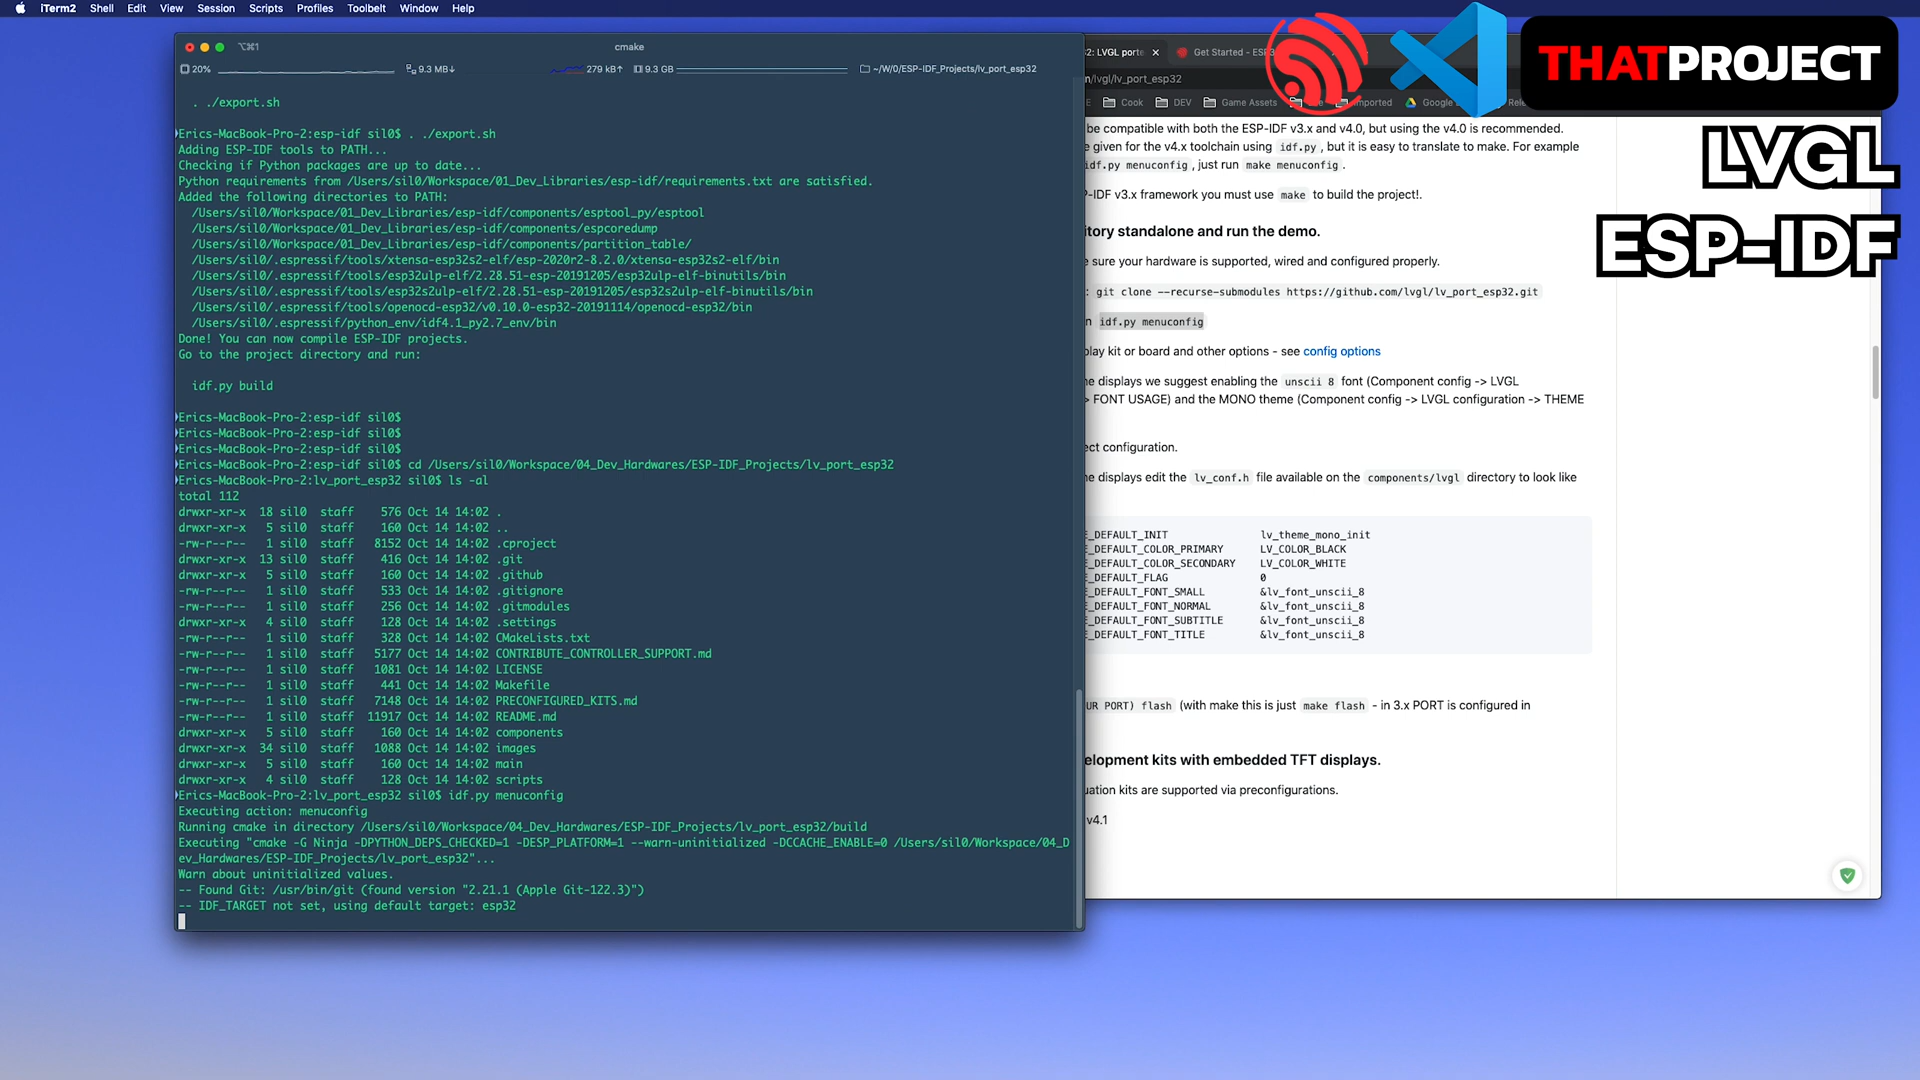 iTerm2 Shell Edit View Session Scripts Profiles Toolbelt Window Help
⌥⌘1 cmake
20% 9.3 MB↓ 279 kB↑ 9.3 GB ~/W/0/ESP-IDF_Projects/lv_port_esp32
. ./export.sh
Erics-MacBook-Pro-2:esp-idf sil0$ . ./export.sh
Adding ESP-IDF tools to PATH...
Checking if Python packages are up to date...
Python requirements from /Users/sil0/Workspace/01_Dev_Libraries/esp-idf/requirements.txt are satisfied.
Added the following directories to PATH:
/Users/sil0/Workspace/01_Dev_Libraries/esp-idf/components/esptool_py/esptool
/Users/sil0/Workspace/01_Dev_Libraries/esp-idf/components/espcoredump
/Users/sil0/Workspace/01_Dev_Libraries/esp-idf/components/partition_table/
/Users/sil0/.espressif/tools/xtensa-esp32s2-elf/esp-2020r2-8.2.0/xtensa-esp32s2-elf/bin
/Users/sil0/.espressif/tools/esp32ulp-elf/2.28.51-esp-20191205/esp32ulp-elf-binutils/bin
/Users/sil0/.espressif/tools/esp32s2ulp-elf/2.28.51-esp-20191205/esp32s2ulp-elf-binutils/bin
/Users/sil0/.espressif/tools/openocd-esp32/v0.10.0-esp32-20191114/openocd-esp32/bin
/Users/sil0/.espressif/python_env/idf4.1_py2.7_env/bin
Done! You can now compile ESP-IDF projects.
Go to the project directory and run:
idf.py build
Erics-MacBook-Pro-2:esp-idf sil0$
Erics-MacBook-Pro-2:esp-idf sil0$
Erics-MacBook-Pro-2:esp-idf sil0$
Erics-MacBook-Pro-2:esp-idf sil0$ cd /Users/sil0/Workspace/04_Dev_Hardwares/ESP-IDF_Projects/lv_port_esp32
Erics-MacBook-Pro-2:lv_port_esp32 sil0$ ls -al
total 112
drwxr-xr-x 18 sil0 staff 576 Oct 14 14:02 .
drwxr-xr-x 5 sil0 staff 160 Oct 14 14:02 ..
-rw-r--r-- 1 sil0 staff 8152 Oct 14 14:02 .cproject
drwxr-xr-x 13 sil0 staff 416 Oct 14 14:02 .git
drwxr-xr-x 5 sil0 staff 160 Oct 14 14:02 .github
-rw-r--r-- 1 sil0 staff 533 Oct 14 14:02 .gitignore
-rw-r--r-- 1 sil0 staff 256 Oct 14 14:02 .gitmodules
drwxr-xr-x 4 sil0 staff 128 Oct 14 14:02 .settings
-rw-r--r-- 1 sil0 staff 328 Oct 14 14:02 CMakeLists.txt
-rw-r--r-- 1 sil0 staff 5177 Oct 14 14:02 CONTRIBUTE_CONTROLLER_SUPPORT.md
-rw-r--r-- 1 sil0 staff 1081 Oct 14 14:02 LICENSE
-rw-r--r-- 1 sil0 staff 441 Oct 14 14:02 Makefile
-rw-r--r-- 1 sil0 staff 7148 Oct 14 14:02 PRECONFIGURED_KITS.md
-rw-r--r-- 1 sil0 staff 11917 Oct 14 14:02 README.md
drwxr-xr-x 5 sil0 staff 160 Oct 14 14:02 components
drwxr-xr-x 34 sil0 staff 1088 Oct 14 14:02 images
drwxr-xr-x 5 sil0 staff 160 Oct 14 14:02 main
drwxr-xr-x 4 sil0 staff 128 Oct 14 14:02 scripts
Erics-MacBook-Pro-2:lv_port_esp32 sil0$ idf.py menuconfig
Executing action: menuconfig
Running cmake in directory /Users/sil0/Workspace/04_Dev_Hardwares/ESP-IDF_Projects/lv_port_esp32/build
Executing "cmake -G Ninja -DPYTHON_DEPS_CHECKED=1 -DESP_PLATFORM=1 --warn-uninitialized -DCCACHE_ENABLE=0 /Users/sil0/Workspace/04_D
ev_Hardwares/ESP-IDF_Projects/lv_port_esp32"...
Warn about uninitialized values.
-- Found Git: /usr/bin/git (found version "2.21.1 (Apple Git-122.3)")
-- IDF_TARGET not set, using default target: esp32
2: LVGL porte Get Started - ESP3
n/lvgl/lv_port_esp32
E Cook DEV Game Assets Imported Google Rele
be compatible with both the ESP-IDF v3.x and v4.0, but using the v4.0 is recommended.
e given for the v4.x toolchain using idf.py , but it is easy to translate to make. For example
idf.py menuconfig , just run make menuconfig .
P-IDF v3.x framework you must use make to build the project!.
itory standalone and run the demo.
e sure your hardware is supported, wired and configured properly.
: git clone --recurse-submodules https://github.com/lvgl/lv_port_esp32.git
n idf.py menuconfig
play kit or board and other options - see config options
ne displays we suggest enabling the unscii 8 font (Component config -> LVGL
> FONT USAGE) and the MONO theme (Component config -> LVGL configuration -> THEME
ect configuration.
ne displays edit the lv_conf.h file available on the components/lvgl directory to look like
E_DEFAULT_INIT lv_theme_mono_init
E_DEFAULT_COLOR_PRIMARY LV_COLOR_BLACK
E_DEFAULT_COLOR_SECONDARY LV_COLOR_WHITE
E_DEFAULT_FLAG 0
E_DEFAULT_FONT_SMALL &lv_font_unscii_8
E_DEFAULT_FONT_NORMAL &lv_font_unscii_8
E_DEFAULT_FONT_SUBTITLE &lv_font_unscii_8
E_DEFAULT_FONT_TITLE &lv_font_unscii_8
UR PORT) flash (with make this is just make flash - in 3.x PORT is configured in
elopment kits with embedded TFT displays.
uation kits are supported via preconfigurations.
v4.1
THATPROJECT
LVGL
ESP-IDF